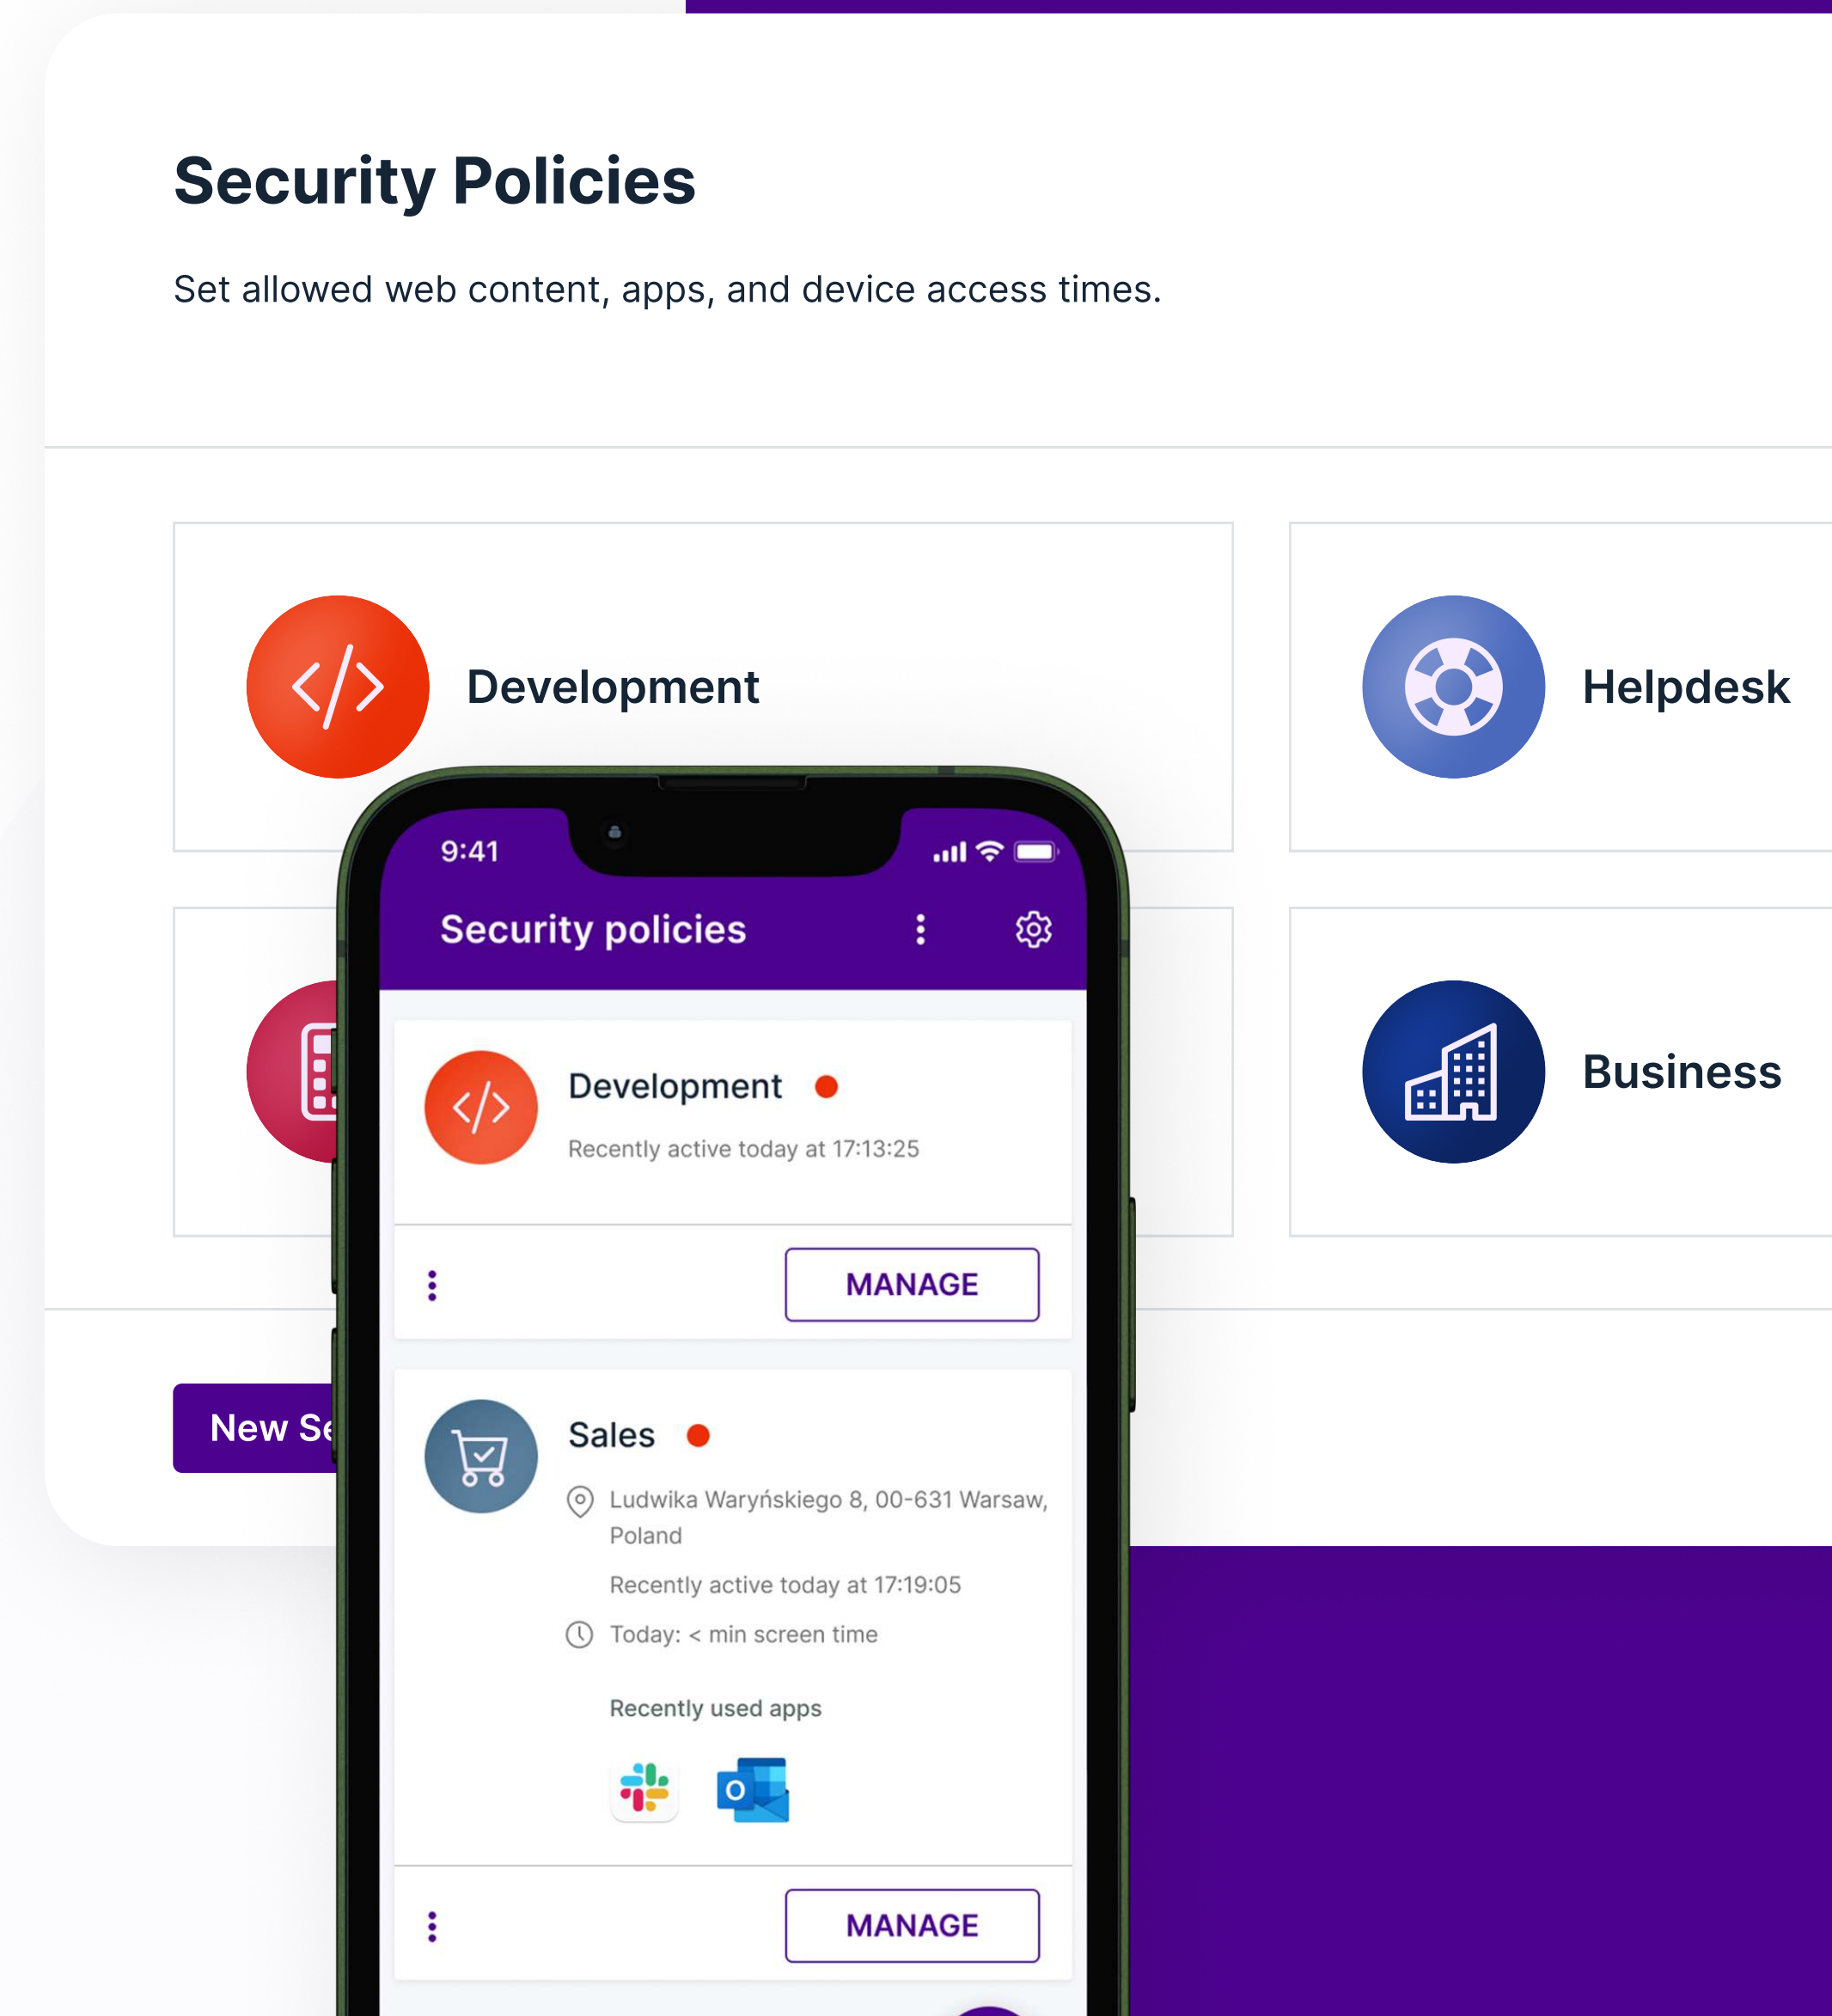 Security Policies
Set allowed web content, apps, and device access times.
Development
Helpdesk
Business
New
9:41
Security policies
Development
Recently active today at 17:13:25
MANAGE
Sales
Ludwika Waryńskiego 8, 00-631 Warsaw,
Poland
Recently active today at 17:19:05
Today: < min screen time
Recently used apps
O
MANAGE